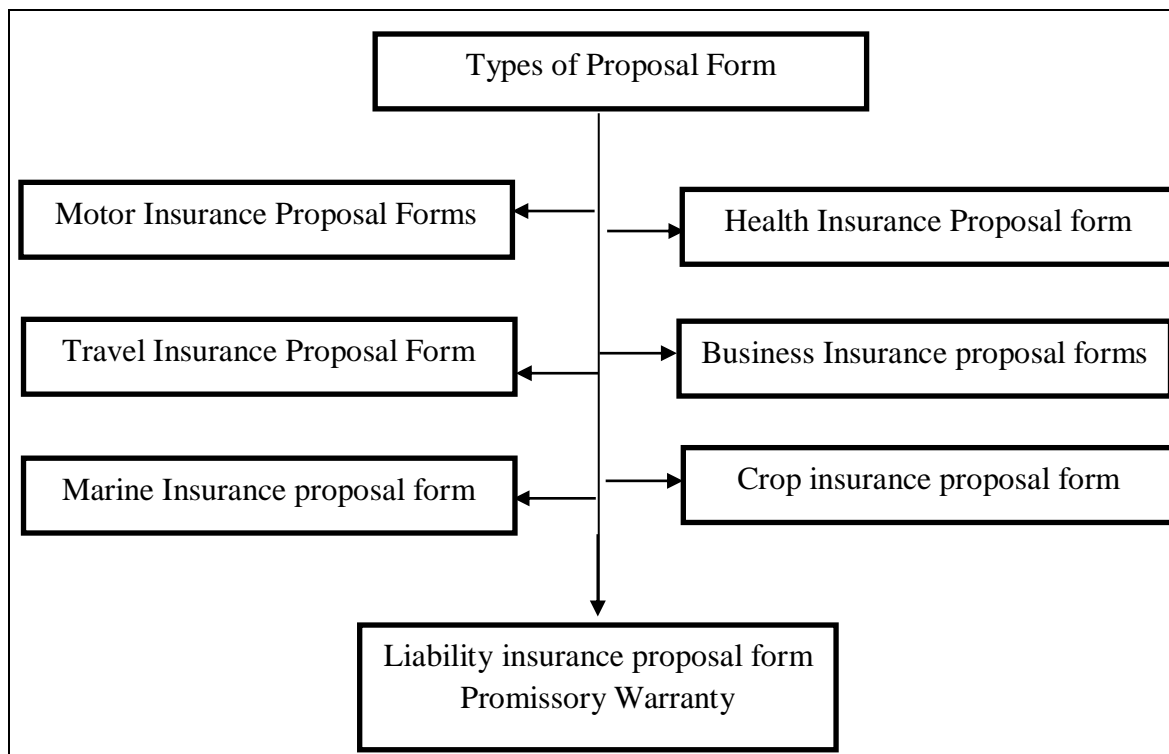 Types of Proposal Form
Motor Insurance Proposal Forms
Health Insurance Proposal form
Travel Insurance Proposal Form
Business Insurance proposal forms
Marine Insurance proposal form
Crop insurance proposal form
Liability insurance proposal form
Promissory Warranty